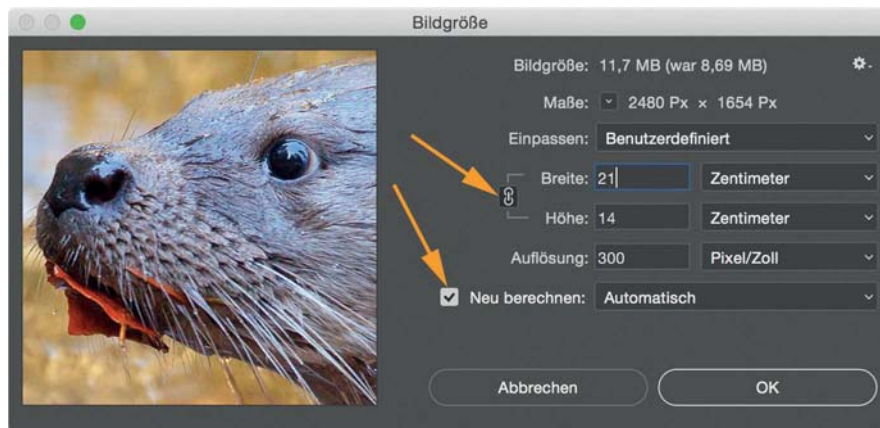 Bildgröße
Bildgröße: 11,7 MB (war 8,69 MB)
Maße: 2480 Px × 1654 Px
Einpassen: Benutzerdefiniert
Breite: 21 Zentimeter
Höhe: 14 Zentimeter
Auflösung: 300 Pixel/Zoll
Neu berechnen: Automatisch
Abbrechen OK